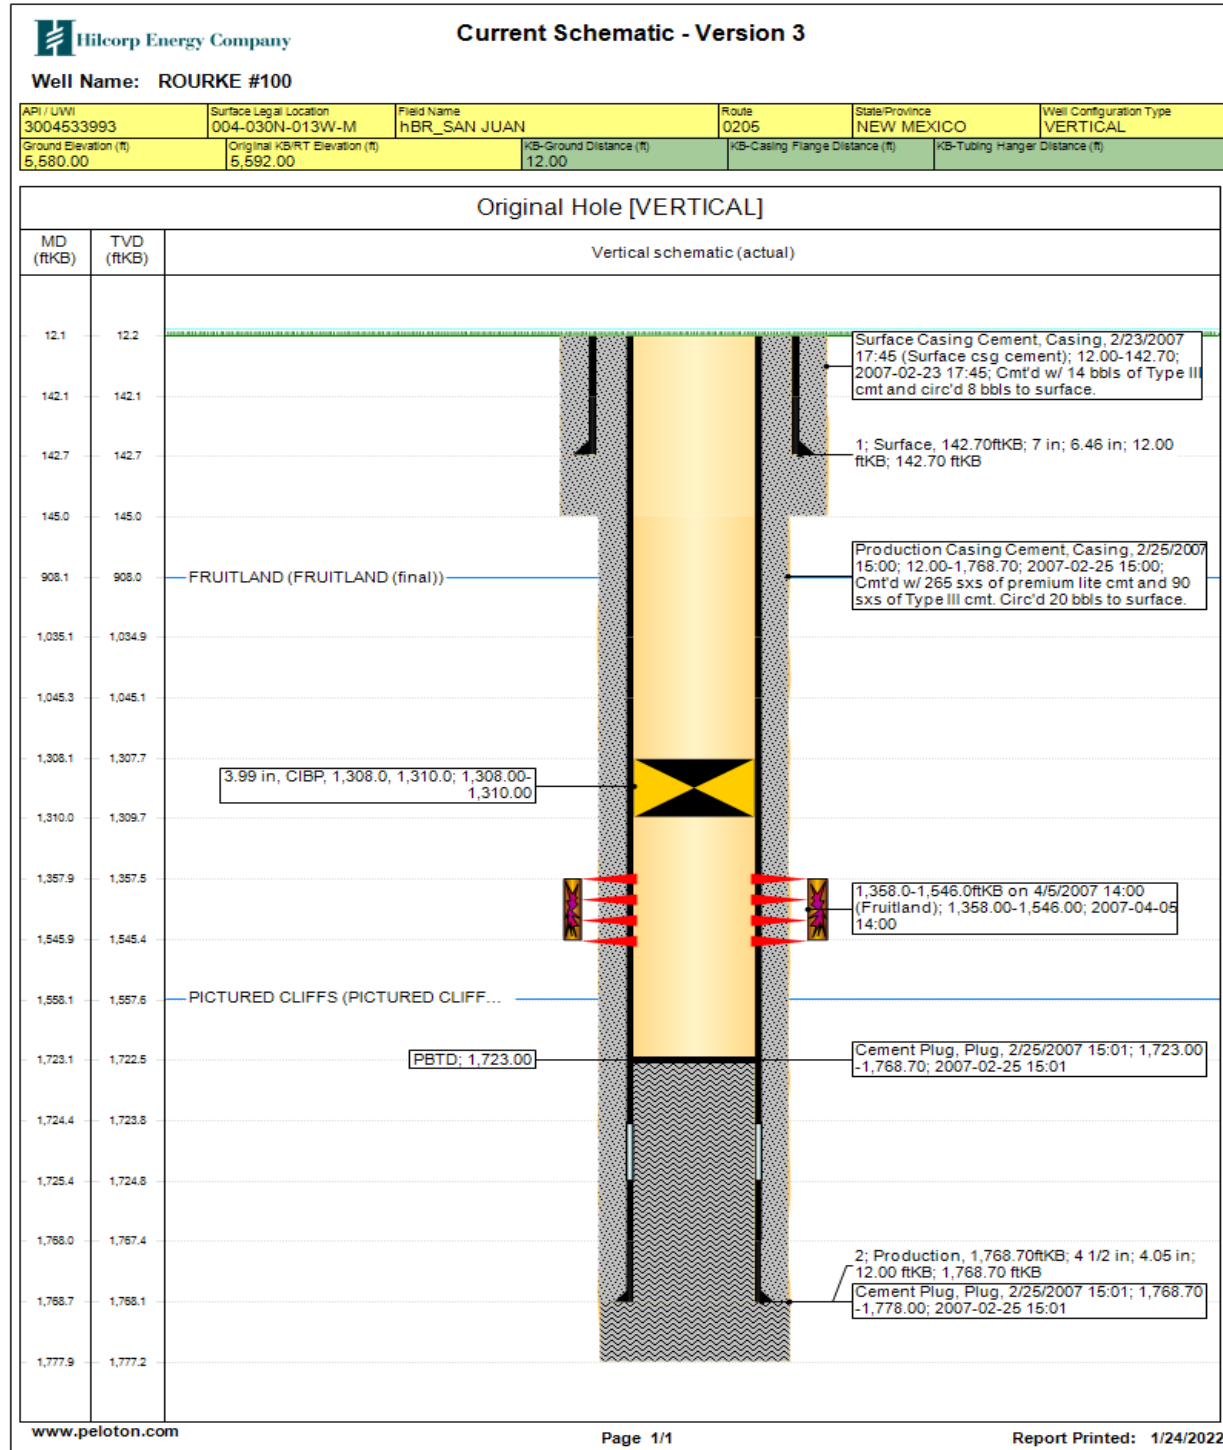 Hilcorp Energy Company
Current Schematic - Version 3
Well Name: ROURKE #100
API / UWI
3004533993
Surface Legal Location
004-030N-013W-M
Field Name
hBR_SAN JUAN
Route
0205
State/Province
NEW MEXICO
Well Configuration Type
VERTICAL
Ground Elevation (ft)
5,580.00
Original KB/RT Elevation (ft)
5,592.00
KB-Ground Distance (ft)
12.00
KB-Casing Flange Distance (ft)
KB-Tubing Hanger Distance (ft)
Original Hole [VERTICAL]
MD
(ftKB)
TVD
(ftKB)
Vertical schematic (actual)
12.1 12.2
Surface Casing Cement, Casing, 2/23/2007
17:45 (Surface csg cement); 12.00-142.70;
2007-02-23 17:45; Cmt'd w/ 14 bbls of Type III
cmt and circ'd 8 bbls to surface.
142.1 142.1
142.7 142.7
1; Surface, 142.70ftKB; 7 in; 6.46 in; 12.00
ftKB; 142.70 ftKB
145.0 145.0
Production Casing Cement, Casing, 2/25/2007
15:00; 12.00-1,768.70; 2007-02-25 15:00;
Cmt'd w/ 265 sxs of premium lite cmt and 90
sxs of Type III cmt. Circ'd 20 bbls to surface.
908.1 908.0
FRUITLAND (FRUITLAND (final))
1,035.1 1,034.9
1,045.3 1,045.1
1,308.1 1,307.7
3.99 in, CIBP, 1,308.0, 1,310.0; 1,308.00-
1,310.00
1,310.0 1,309.7
1,357.9 1,357.5
1,358.0-1,546.0ftKB on 4/5/2007 14:00
(Fruitland); 1,358.00-1,546.00; 2007-04-05
14:00
1,545.9 1,545.4
1,558.1 1,557.6
PICTURED CLIFFS (PICTURED CLIFF...
PBTD; 1,723.00
1,723.1 1,722.5
Cement Plug, Plug, 2/25/2007 15:01; 1,723.00
-1,768.70; 2007-02-25 15:01
1,724.4 1,723.8
1,725.4 1,724.8
1,768.0 1,767.4
2; Production, 1,768.70ftKB; 4 1/2 in; 4.05 in;
12.00 ftKB; 1,768.70 ftKB
1,768.7 1,768.1
Cement Plug, Plug, 2/25/2007 15:01; 1,768.70
-1,778.00; 2007-02-25 15:01
1,777.9 1,777.2
www.peloton.com
Page 1/1
Report Printed: 1/24/2022